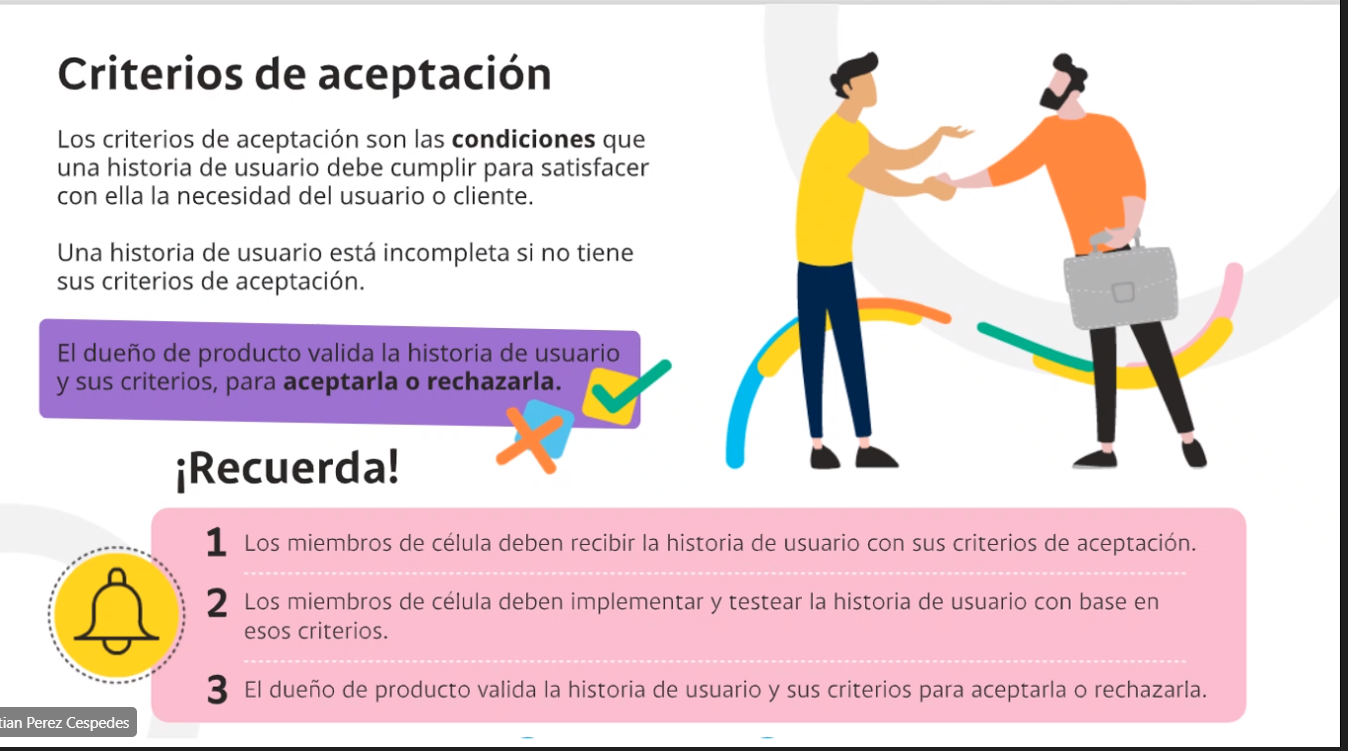 Criterios de aceptación
Los criterios de aceptación son las condiciones que
una historia de usuario debe cumplir para satisfacer
con ella la necesidad del usuario o cliente.
Una historia de usuario está incompleta si no tiene
sus criterios de aceptación.
El dueño de producto valida la historia de usuario
y sus criterios, para aceptarla o rechazarla.
¡Recuerda!
1 Los miembros de célula deben recibir la historia de usuario con sus criterios de aceptación.
2 Los miembros de célula deben implementar y testear la historia de usuario con base en
esos criterios.
3 El dueño de producto valida la historia de usuario y sus criterios para aceptarla o rechazarla.
tian Perez Cespedes